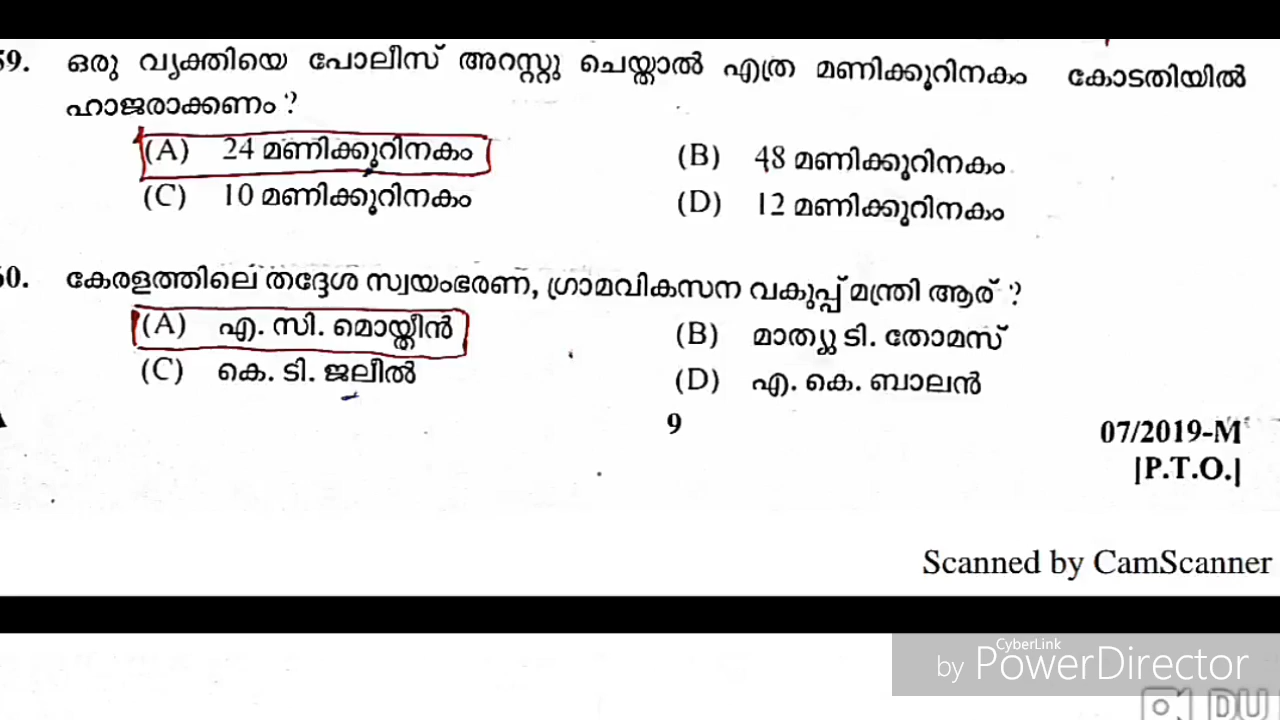 59. ഒരു വ്യക്തിയെ പോലീസ് അറസ്റ്റു ചെയ്താൽ എത്ര മണിക്കൂറിനകം കോടതിയിൽ
ഹാജരാക്കണം ?
(A) 24 മണിക്കൂറിനകം (B) 48 മണിക്കൂറിനകം
(C) 10 മണിക്കൂറിനകം (D) 12 മണിക്കൂറിനകം
60. കേരളത്തിലെ തദ്ദേശ സ്വയംഭരണ, ഗ്രാമവികസന വകുപ്പ് മന്ത്രി ആര് ?
(A) എ. സി. മൊയ്തീൻ (B) മാത്യു ടി. തോമസ്
(C) കെ. ടി. ജലീൽ (D) എ. കെ. ബാലൻ
A 9 07/2019-M
[P.T.O.]
Scanned by CamScanner
CyberLink
by PowerDirector
DU